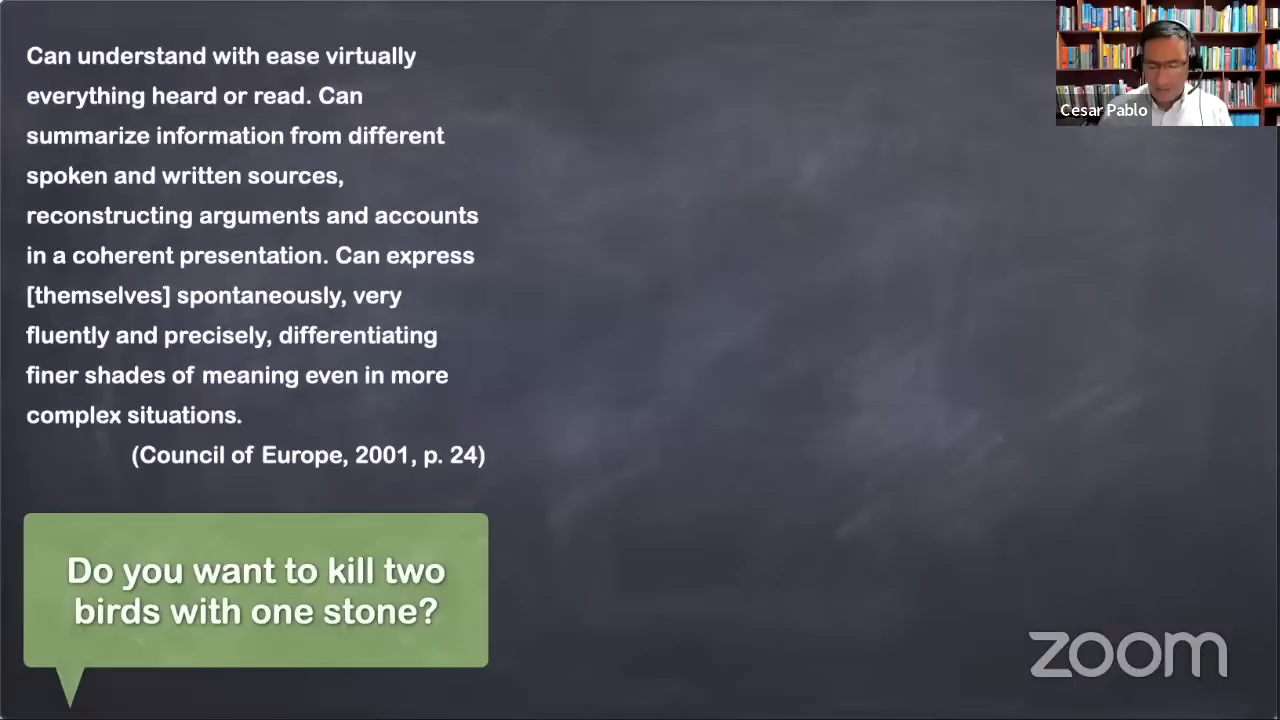 Can understand with ease virtually
everything heard or read. Can
summarize information from different
spoken and written sources,
reconstructing arguments and accounts
in a coherent presentation. Can express
[themselves] spontaneously, very
fluently and precisely, differentiating
finer shades of meaning even in more
complex situations.
(Council of Europe, 2001, p. 24)
Do you want to kill two
birds with one stone?
Cesar Pablo
zoom